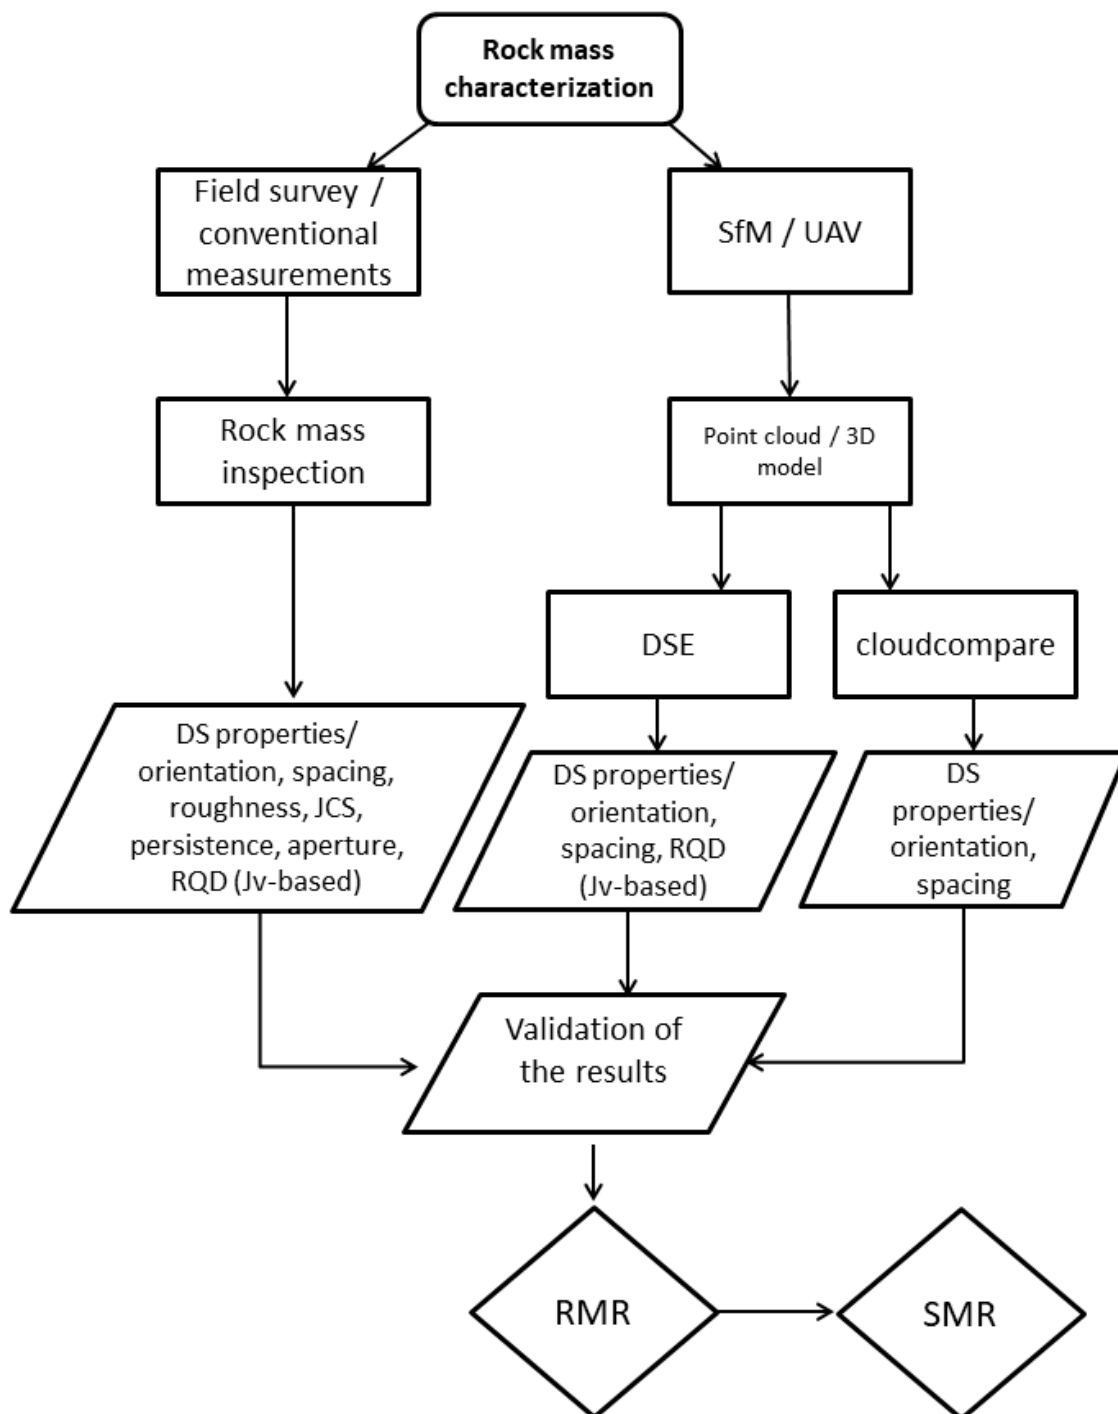 Rock mass
characterization
Field survey /
conventional
measurements
SfM / UAV
Rock mass
inspection
Point cloud / 3D
model
DSE
cloudcompare
DS properties/
orientation, spacing,
roughness, JCS,
persistence, aperture,
RQD (Jv-based)
DS properties/
orientation,
spacing, RQD
(Jv-based)
DS
properties/
orientation,
spacing
Validation of
the results
RMR
SMR